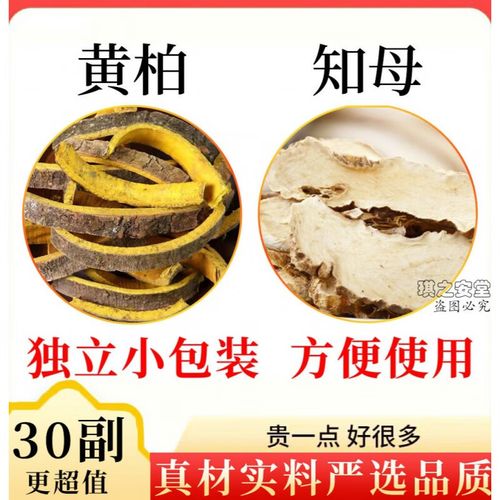 黄柏
知母
琪之安堂
盗图必究
独立小包装
方便使用
30副
更超值
贵一点 好很多
真材实料严选品质